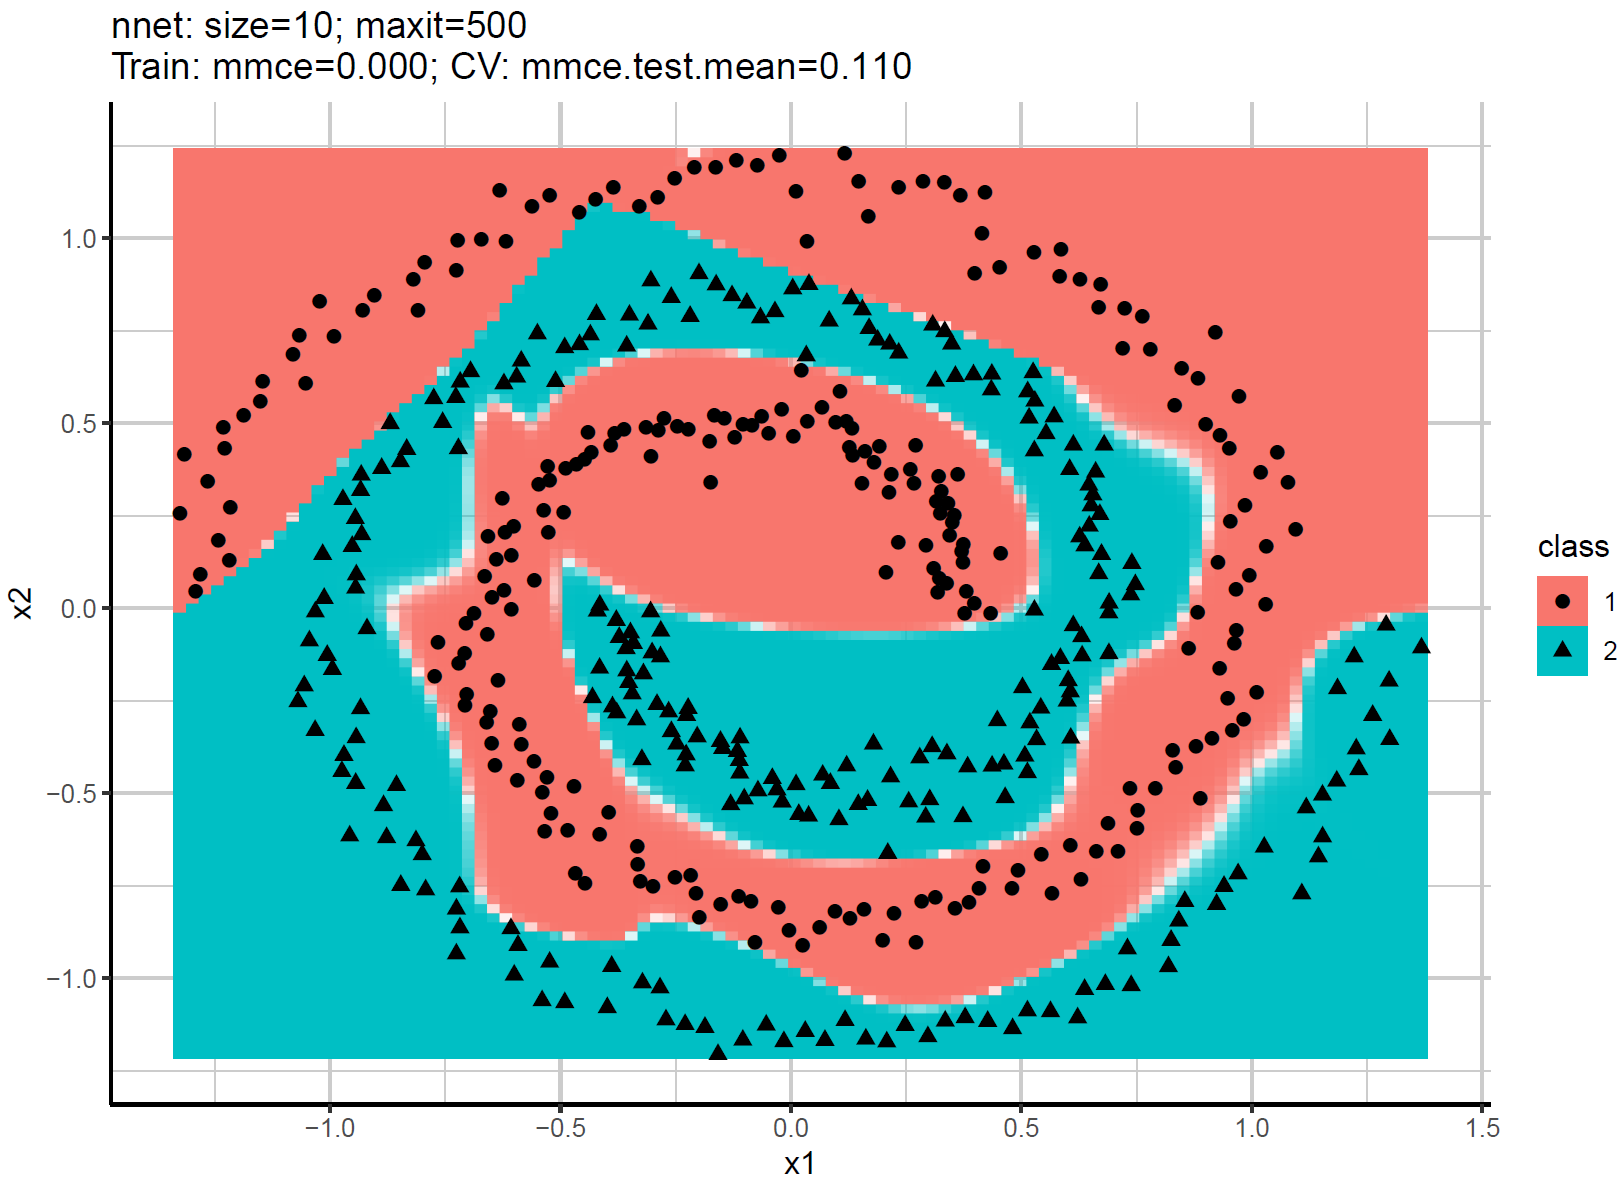 nnet: size=10; maxit=500
Train: mmce=0.000; CV: mmce.test.mean=0.110
x2
1.0
0.5
0.0
−0.5
−1.0
−1.0
−0.5
0.0
0.5
1.0
1.5
x1
class
1
2